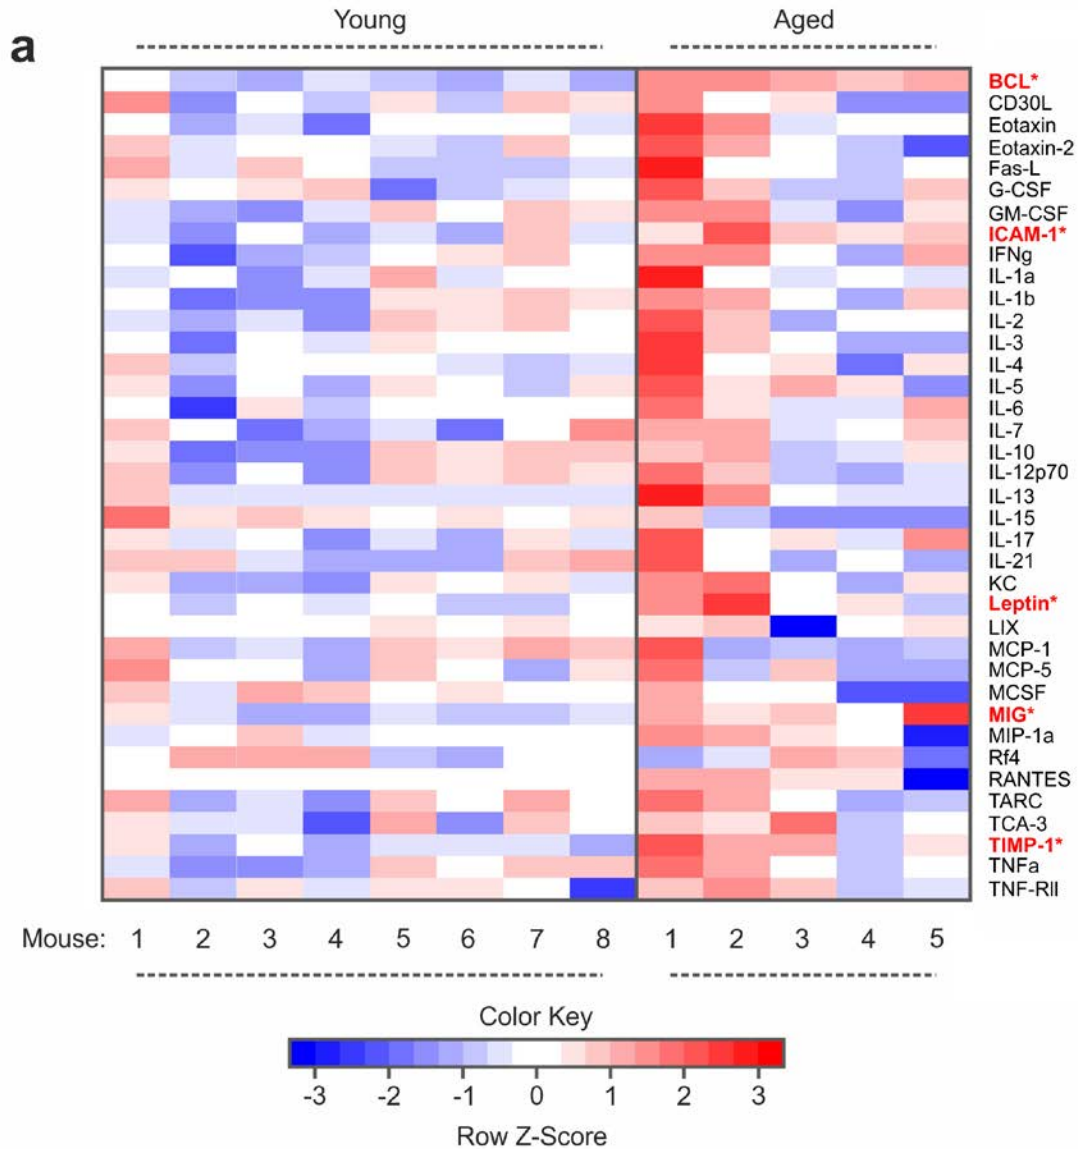 a
Young Aged
BCL*
CD30L
Eotaxin
Eotaxin-2
Fas-L
G-CSF
GM-CSF
ICAM-1*
IFNg
IL-1a
IL-1b
IL-2
IL-3
IL-4
IL-5
IL-6
IL-7
IL-10
IL-12p70
IL-13
IL-15
IL-17
IL-21
KC
Leptin*
LIX
MCP-1
MCP-5
MCSF
MIG*
MIP-1a
Rf4
RANTES
TARC
TCA-3
TIMP-1*
TNFa
TNF-RII
Mouse: 1 2 3 4 5 6 7 8 1 2 3 4 5
Color Key
-3 -2 -1 0 1 2 3
Row Z-Score